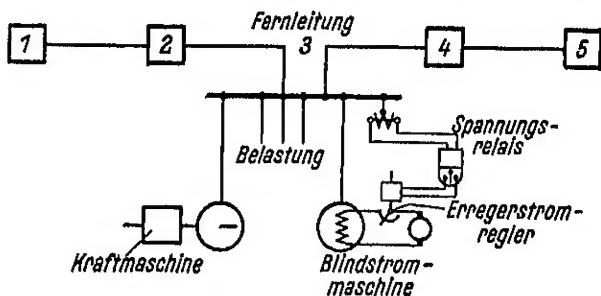 Fernleitung
1 2 3 4 5
Belastung
Spannungs-
relais
Erregerstrom-
regler
Kraftmaschine
Blindstrom-
maschine